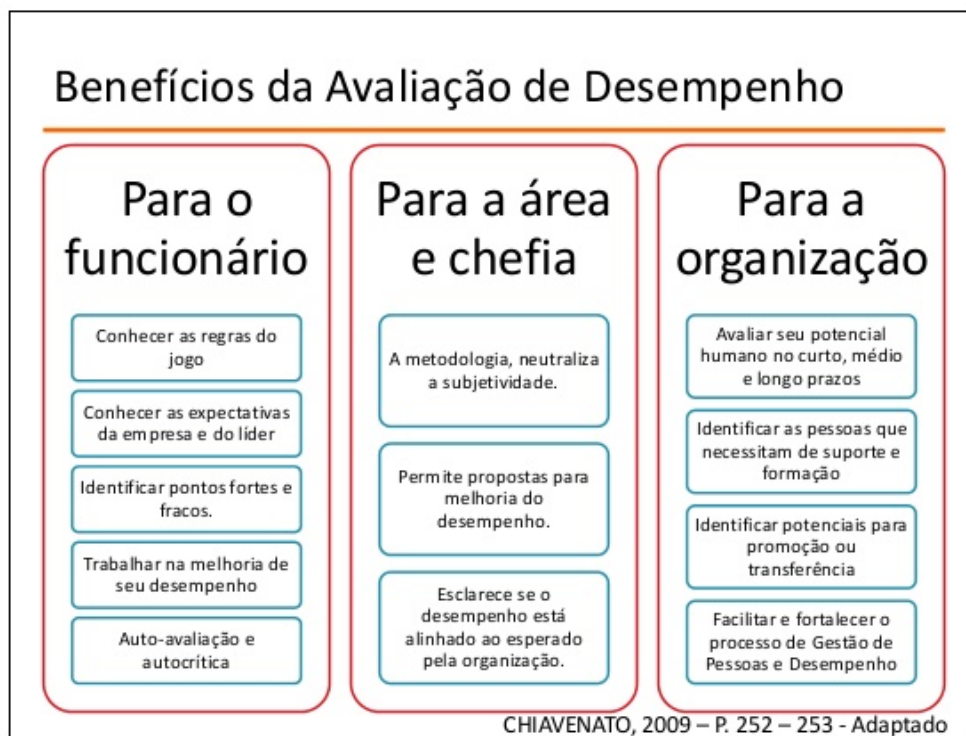 Benefícios da Avaliação de Desempenho
Para o
funcionário
Conhecer as regras do
jogo
Conhecer as expectativas
da empresa e do líder
Identificar pontos fortes e
fracos.
Trabalhar na melhoria de
seu desempenho
Auto-avaliação e
autocrítica
Para a área
e chefia
A metodologia, neutraliza
a subjetividade.
Permite propostas para
melhoria do
desempenho.
Esclarece se o
desempenho está
alinhado ao esperado
pela organização.
Para a
organização
Avaliar seu potencial
humano no curto, médio
e longo prazos
Identificar as pessoas que
necessitam de suporte e
formação
Identificar potenciais para
promoção ou
transferência
Facilitar e fortalecer o
processo de Gestão de
Pessoas e Desempenho
CHIAVENATO, 2009 – P. 252 – 253 - Adaptado